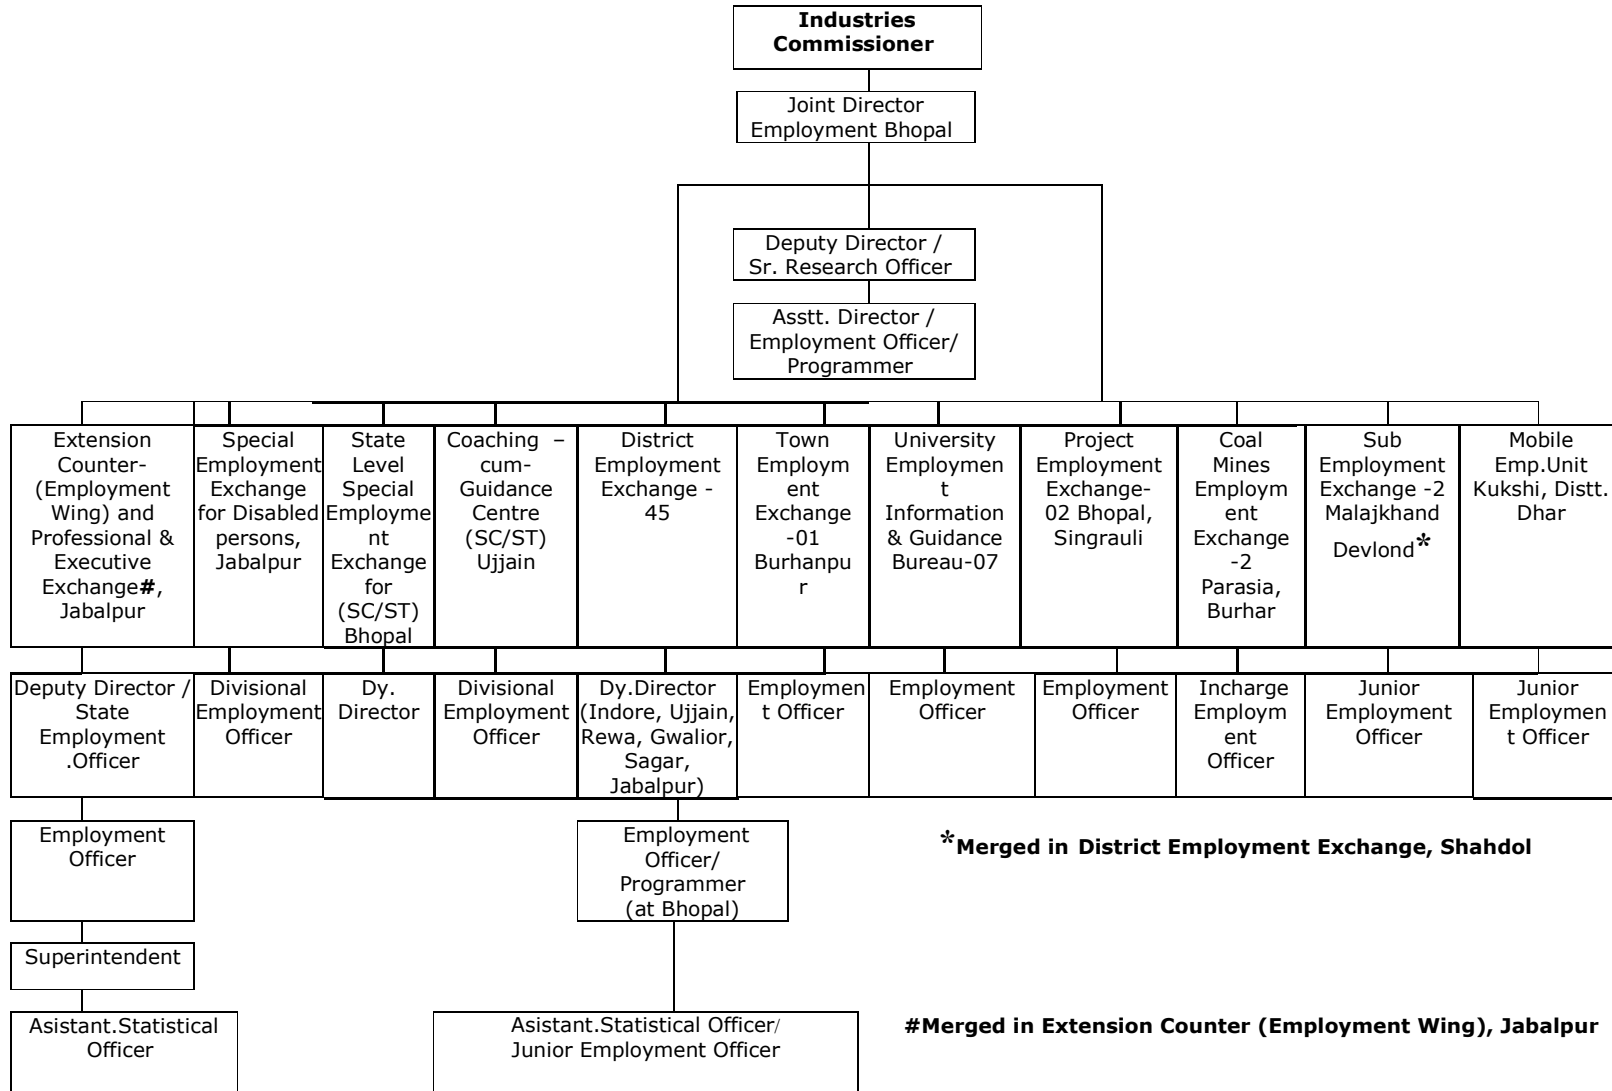 Industries
Commissioner
Joint Director
Employment Bhopal
Deputy Director /
Sr. Research Officer
Asstt. Director /
Employment Officer/
Programmer
Extension
Counter-
(Employment
Wing) and
Professional &
Executive
Exchange#,
Jabalpur
Special
Employment
Exchange
for Disabled
persons,
Jabalpur
State
Level
Special
Employme
nt
Exchange
for
(SC/ST)
Bhopal
Coaching –
cum-
Guidance
Centre
(SC/ST)
Ujjain
District
Employment
Exchange -
45
Town
Employm
ent
Exchange
-01
Burhanpu
r
University
Employmen
t
Information
& Guidance
Bureau-07
Project
Employment
Exchange-
02 Bhopal,
Singrauli
Coal
Mines
Employm
ent
Exchange
-2
Parasia,
Burhar
Sub
Employment
Exchange -2
Malajkhand
Devlond*
Mobile
Emp.Unit
Kukshi, Distt.
Dhar
Deputy Director /
State
Employment
.Officer
Divisional
Employment
Officer
Dy.
Director
Divisional
Employment
Officer
Dy.Director
(Indore, Ujjain,
Rewa, Gwalior,
Sagar,
Jabalpur)
Employmen
t Officer
Employment
Officer
Employment
Officer
Incharge
Employm
ent
Officer
Junior
Employment
Officer
Junior
Employmen
t Officer
Employment
Officer
Employment
Officer/
Programmer
(at Bhopal)
*Merged in District Employment Exchange, Shahdol
Superintendent
Asistant.Statistical
Officer
Asistant.Statistical Officer/
Junior Employment Officer
#Merged in Extension Counter (Employment Wing), Jabalpur